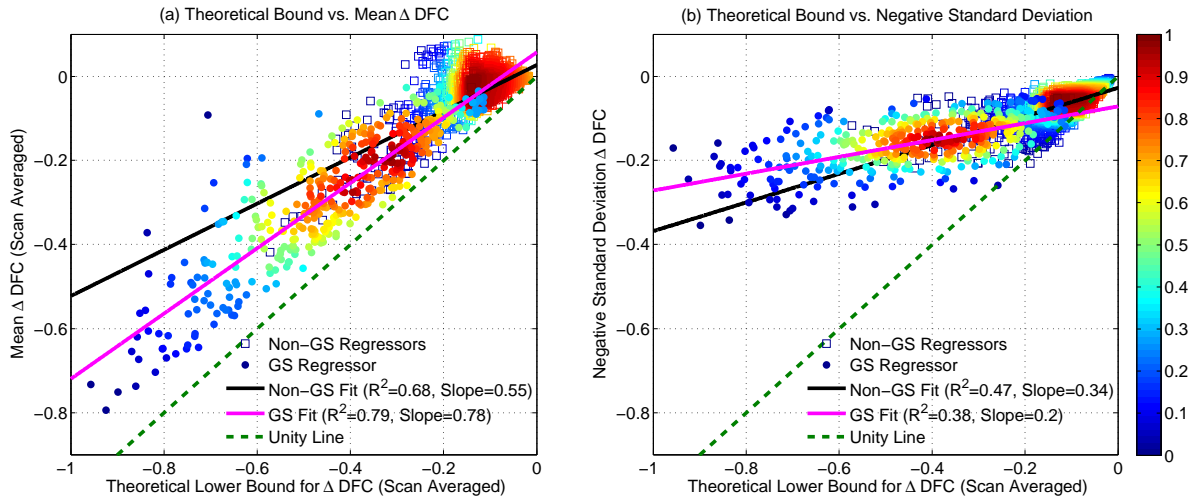 (a) Theoretical Bound vs. Mean Δ DFC
Mean Δ DFC (Scan Averaged)
0
−0.2
−0.4
−0.6
−0.8
−1
−0.8
−0.6
−0.4
−0.2
0
Theoretical Lower Bound for Δ DFC (Scan Averaged)
Non−GS Regressors
GS Regressor
Non−GS Fit (R²=0.68, Slope=0.55)
GS Fit (R²=0.79, Slope=0.78)
Unity Line
(b) Theoretical Bound vs. Negative Standard Deviation
Negative Standard Deviation Δ DFC
0
−0.2
−0.4
−0.6
−0.8
−1
−0.8
−0.6
−0.4
−0.2
0
Theoretical Lower Bound for Δ DFC (Scan Averaged)
Non−GS Regressors
GS Regressor
Non−GS Fit (R²=0.47, Slope=0.34)
GS Fit (R²=0.38, Slope=0.2)
Unity Line
1
0.9
0.8
0.7
0.6
0.5
0.4
0.3
0.2
0.1
0